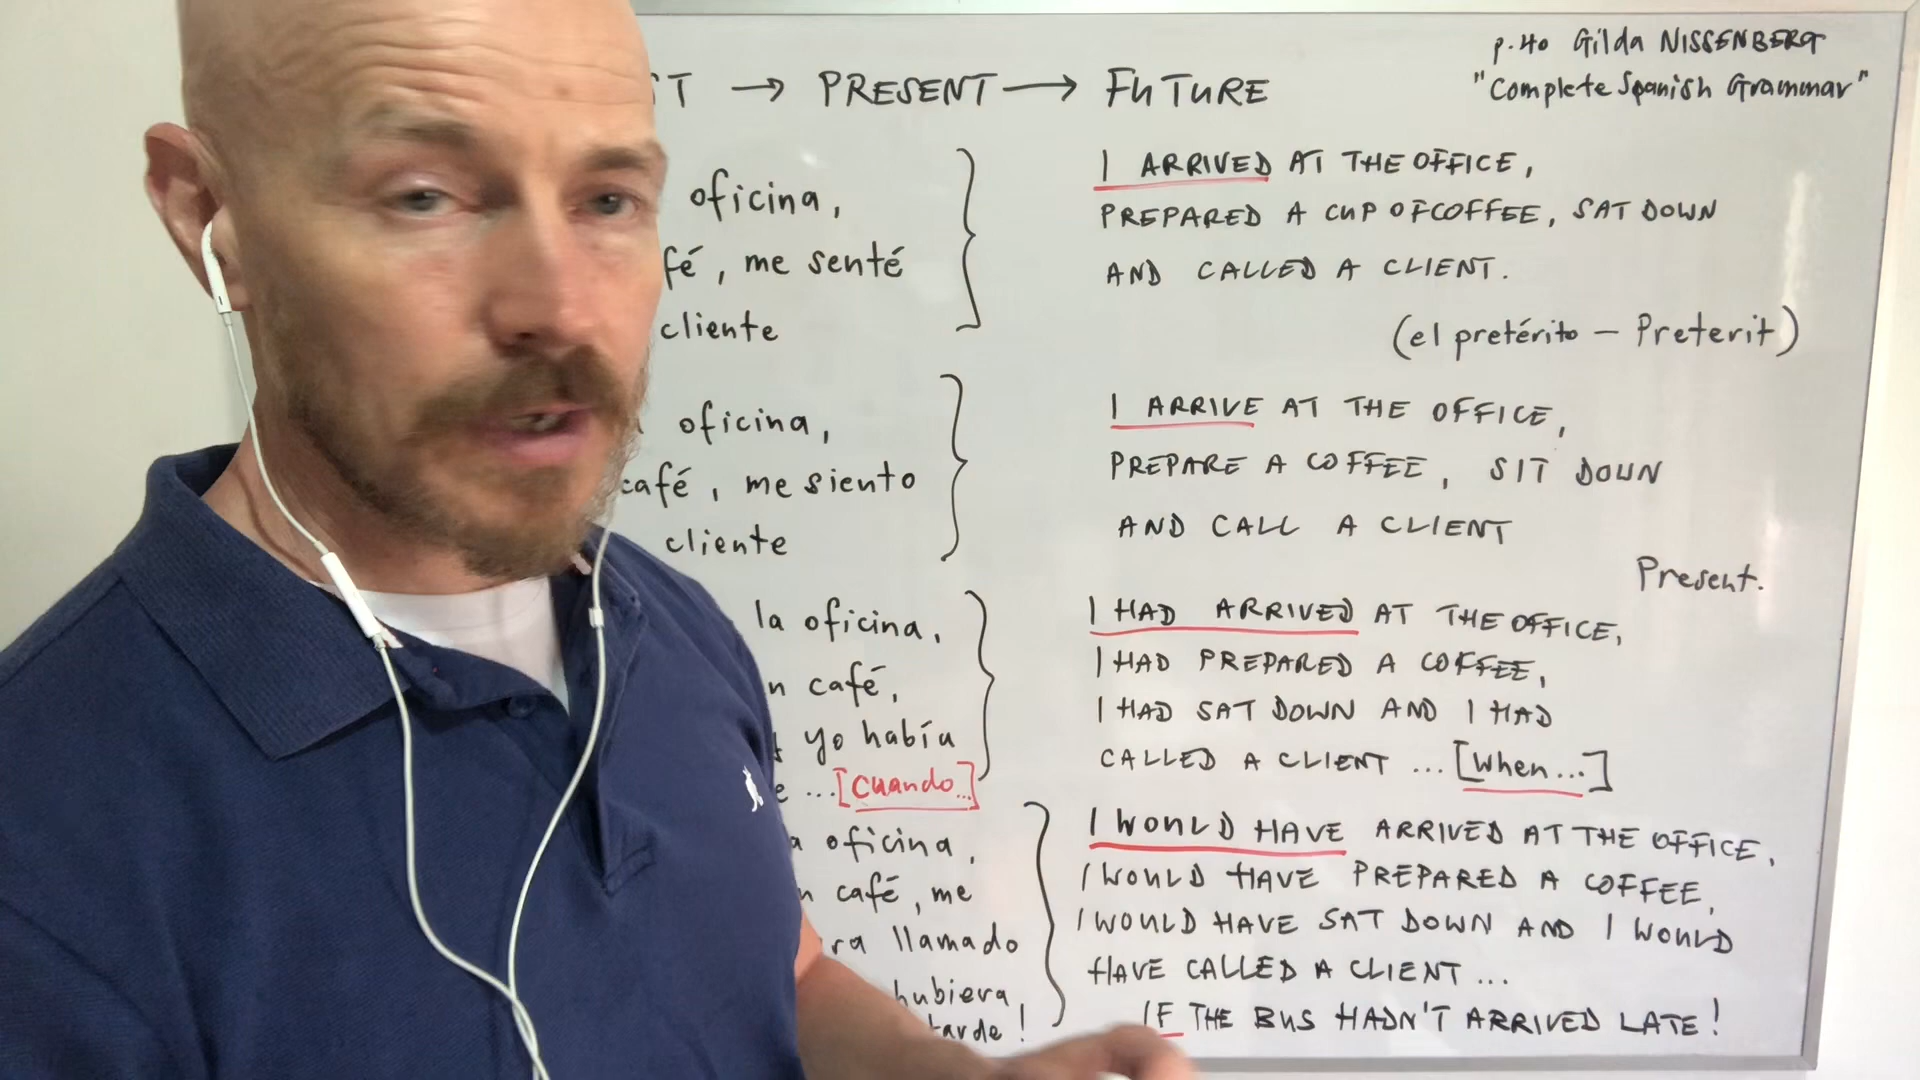 p.40 Gilda NISSENBERG
"Complete Spanish Grammar"
→ PRESENT → FUTURE
oficina,
me senté
cliente
I ARRIVED AT THE OFFICE,
PREPARED A CUP OF COFFEE, SAT DOWN
AND CALLED A CLIENT.
(el pretérito – Preterit)
oficina,
café, me siento
cliente
I ARRIVE AT THE OFFICE,
PREPARE A COFFEE, SIT DOWN
AND CALL A CLIENT
Present.
la oficina,
café,
yo había
...[cuando...]
I HAD ARRIVED AT THE OFFICE,
I HAD PREPARED A COFFEE,
I HAD SAT DOWN AND I HAD
CALLED A CLIENT ... [When...]
oficina,
café, me
llamado
hubiera
tarde!
I WOULD HAVE ARRIVED AT THE OFFICE,
I WOULD HAVE PREPARED A COFFEE,
I WOULD HAVE SAT DOWN AND I WOULD
HAVE CALLED A CLIENT ...
IF THE BUS HADN'T ARRIVED LATE!